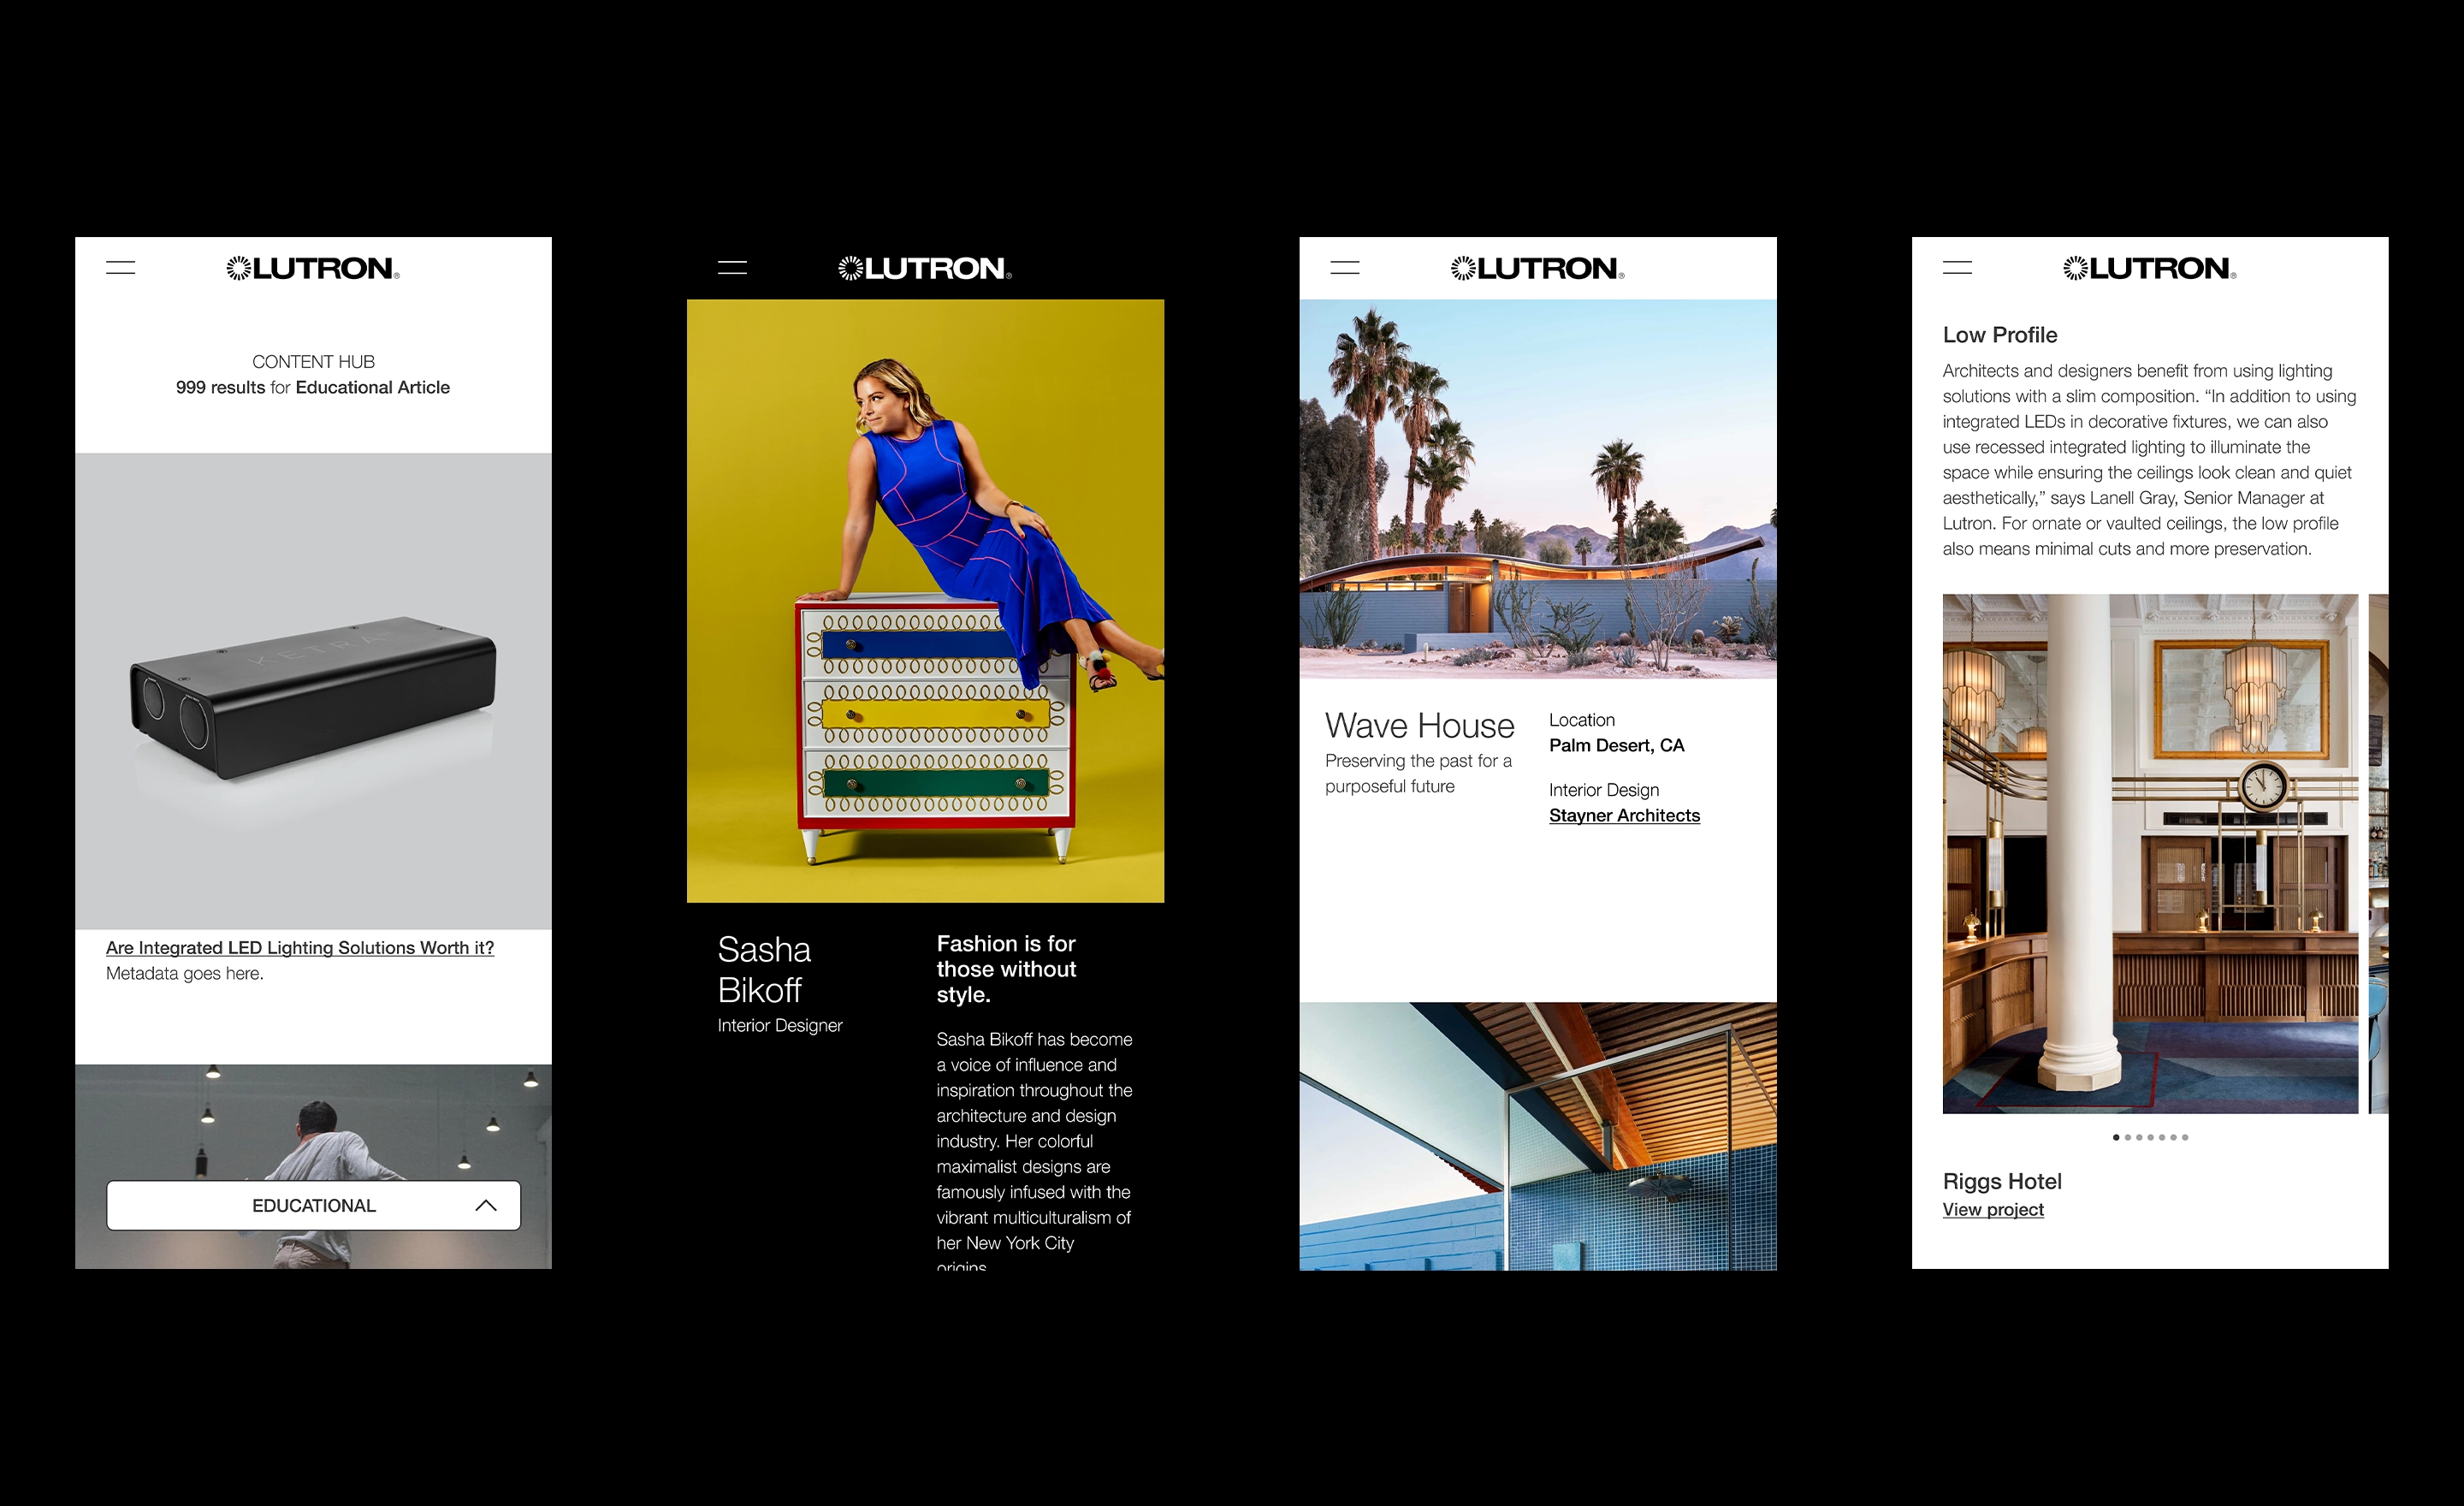 LUTRON®
CONTENT HUB
999 results for Educational Article
KETRA
Are Integrated LED Lighting Solutions Worth it?
Metadata goes here.
EDUCATIONAL
LUTRON®
Sasha
Bikoff
Interior Designer
Fashion is for
those without
style.
Sasha Bikoff has become
a voice of influence and
inspiration throughout the
architecture and design
industry. Her colorful
maximalist designs are
famously infused with the
vibrant multiculturalism of
her New York City
origins
LUTRON®
Wave House
Preserving the past for a
purposeful future
Location
Palm Desert, CA
Interior Design
Stayner Architects
LUTRON®
Low Profile
Architects and designers benefit from using lighting
solutions with a slim composition. “In addition to using
integrated LEDs in decorative fixtures, we can also
use recessed integrated lighting to illuminate the
space while ensuring the ceilings look clean and quiet
aesthetically,” says Lanell Gray, Senior Manager at
Lutron. For ornate or vaulted ceilings, the low profile
also means minimal cuts and more preservation.
Riggs Hotel
View project